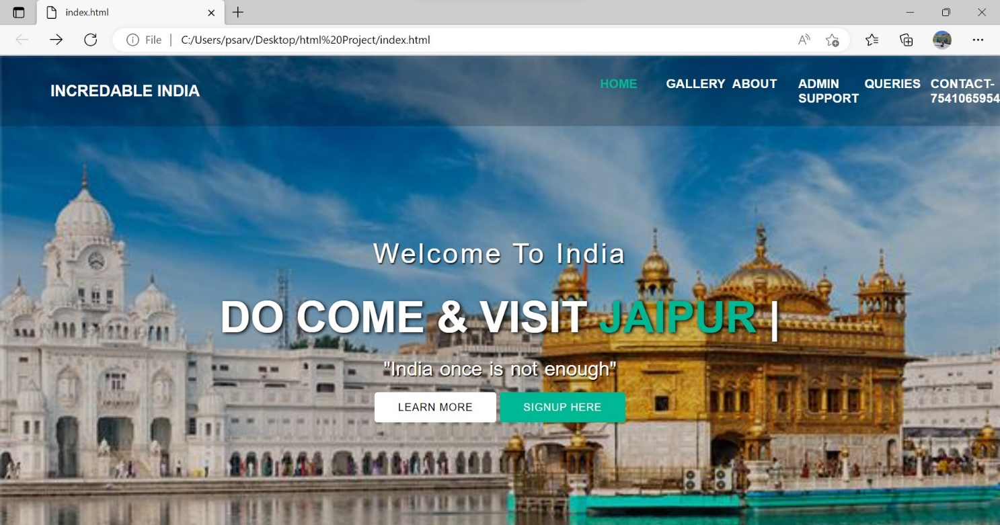 index.html
File
C:/Users/psarv/Desktop/html%20Project/index.html
INCREDABLE INDIA
HOME
GALLERY
ABOUT
ADMIN
SUPPORT
QUERIES
CONTACT-
7541065954
Welcome To India
DO COME & VISIT JAIPUR |
"India once is not enough"
LEARN MORE
SIGNUP HERE